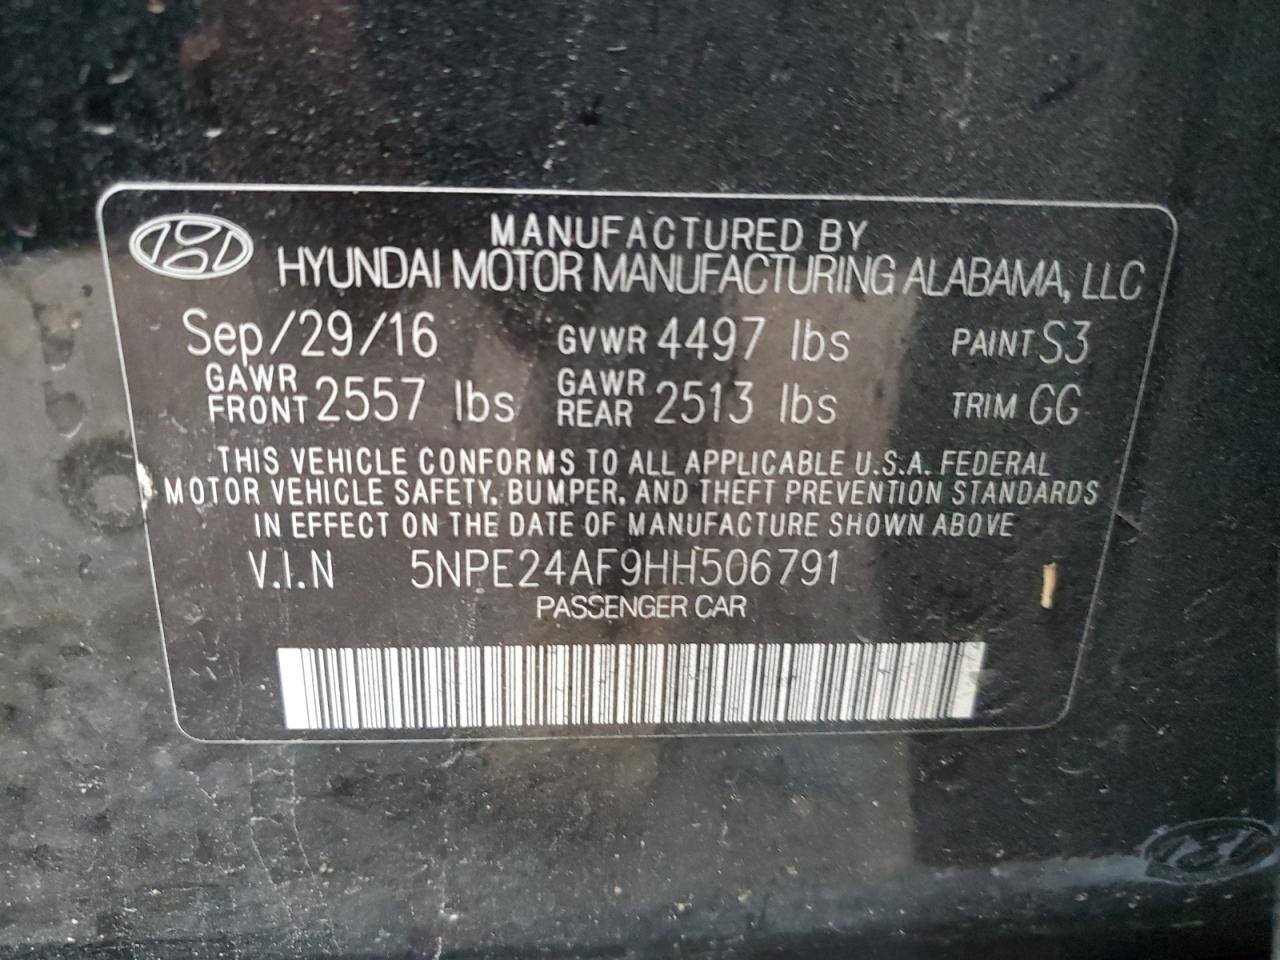 MANUFACTURED BY
HYUNDAI MOTOR MANUFACTURING ALABAMA, LLC
Sep/29/16 GVWR 4497 lbs PAINT S3
GAWR FRONT 2557 lbs GAWR REAR 2513 lbs TRIM GG
THIS VEHICLE CONFORMS TO ALL APPLICABLE U.S.A. FEDERAL
MOTOR VEHICLE SAFETY, BUMPER, AND THEFT PREVENTION STANDARDS
IN EFFECT ON THE DATE OF MANUFACTURE SHOWN ABOVE
V.I.N 5NPE24AF9HH506791
PASSENGER CAR